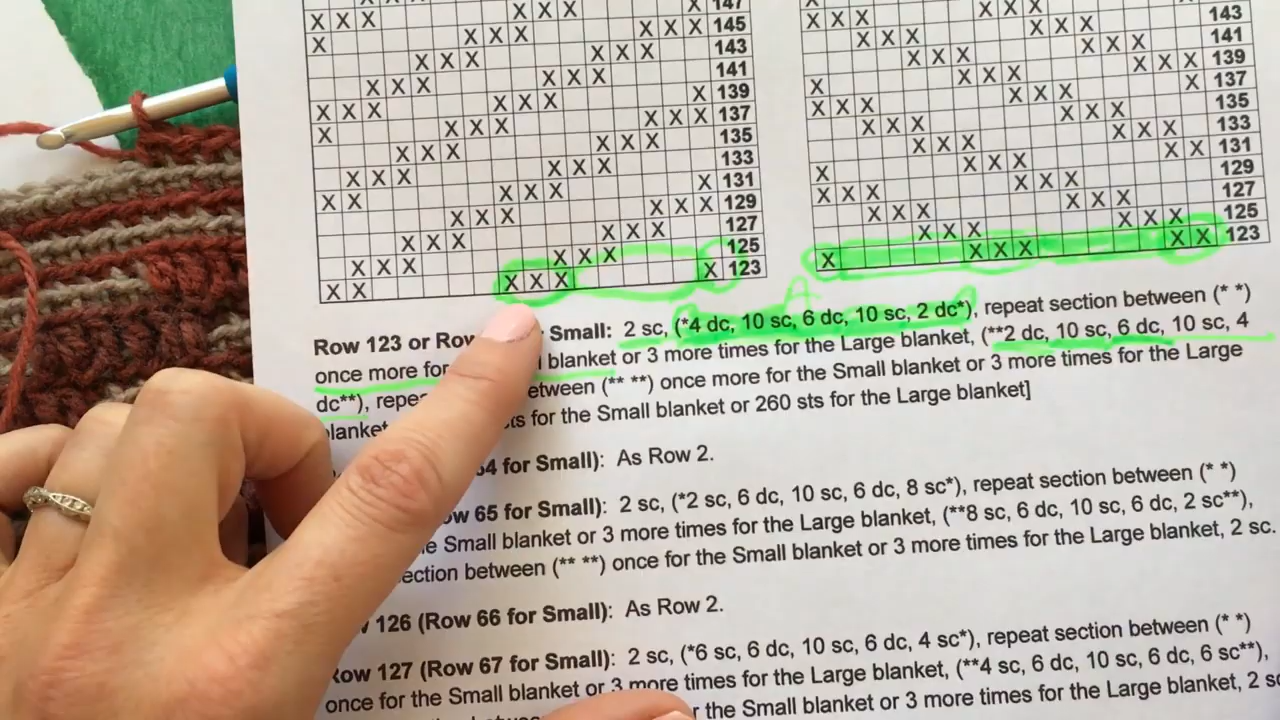 147
145
143
141
139
137
135
133
131
129
127
125
123
143
141
139
137
135
133
131
129
127
125
123
A
Row 123 or Row Small: 2 sc, (*4 dc, 10 sc, 6 dc, 10 sc, 2 dc*), repeat section between (* *)
once more for blanket or 3 more times for the Large blanket, (**2 dc, 10 sc, 6 dc, 10 sc, 4
dc**), between (** **) once more for the Small blanket or 3 more times for the Large
blanket sts for the Small blanket or 260 sts for the Large blanket]
for Small): As Row 2.
65 for Small): 2 sc, (*2 sc, 6 dc, 10 sc, 6 dc, 8 sc*), repeat section between (* *)
Small blanket or 3 more times for the Large blanket, (**8 sc, 6 dc, 10 sc, 6 dc, 2 sc**),
section between (** **) once for the Small blanket or 3 more times for the Large blanket, 2 sc.
126 (Row 66 for Small): As Row 2.
Row 127 (Row 67 for Small): 2 sc, (*6 sc, 6 dc, 10 sc, 6 dc, 4 sc*), repeat section between (* *)
once for the Small blanket or 3 more times for the Large blanket, (**4 sc, 6 dc, 10 sc, 6 dc, 6 sc**),
the Small blanket or 3 more times for the Large blanket, 2 sc